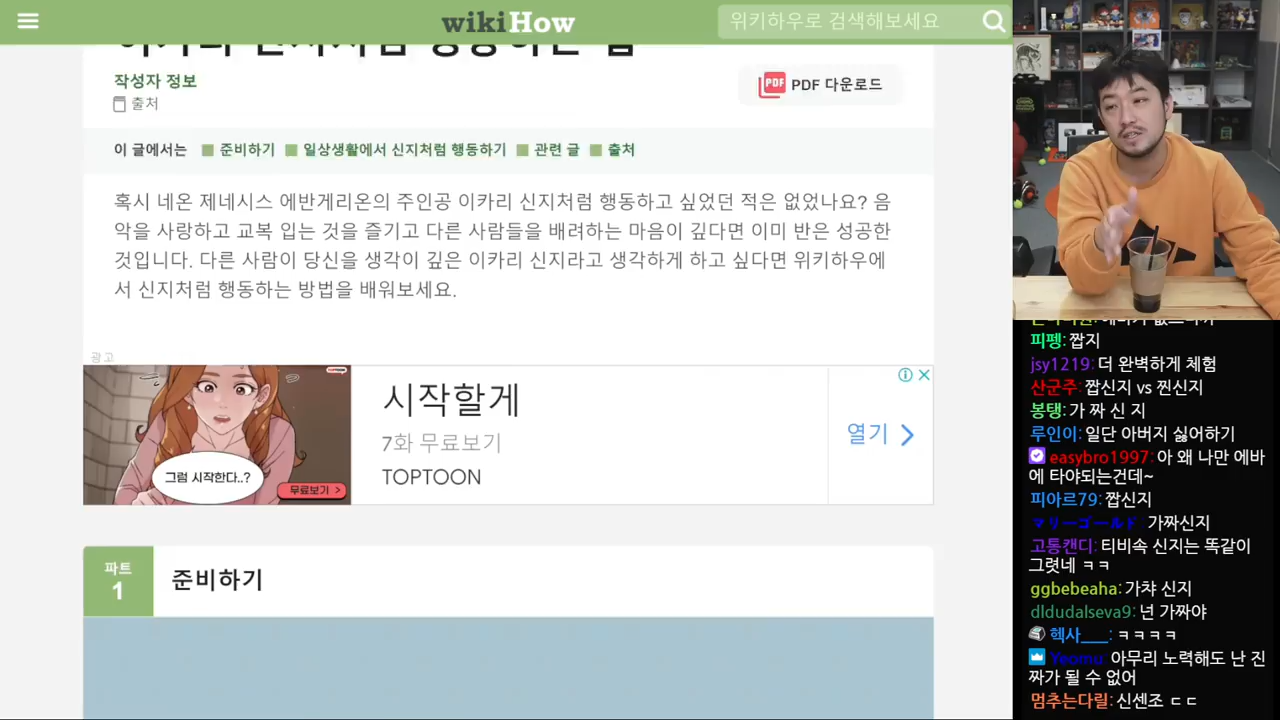 wikiHow
위키하우로 검색해보세요
이카리 신지처럼 행동하는 법
작성자 정보
출처
PDF
PDF 다운로드
이 글에서는 준비하기 일상생활에서 신지처럼 행동하기 관련 글 출처
혹시 네온 제네시스 에반게리온의 주인공 이카리 신지처럼 행동하고 싶었던 적은 없었나요? 음
악을 사랑하고 교복 입는 것을 즐기고 다른 사람들을 배려하는 마음이 깊다면 이미 반은 성공한
것입니다. 다른 사람이 당신을 생각이 깊은 이카리 신지라고 생각하게 하고 싶다면 위키하우에
서 신지처럼 행동하는 방법을 배워보세요.
광고
그럼 시작한다..?
무료보기 >
시작할게
7화 무료보기
TOPTOON
열기
파트
1
준비하기
피펭: 짭지
jsy1219: 더 완벽하게 체험
산군주: 짭신지 vs 찐신지
봉탱: 가 짜 신 지
루인이: 일단 아버지 싫어하기
easybro1997: 아 왜 나만 에바
에 타야되는건데~
피아르79: 짭신지
マリーゴールド: 가짜신지
고통캔디: 티비속 신지는 똑같이
그렷네 ㅋㅋ
ggbebeaha: 가챠 신지
dldudalseva9: 넌 가짜야
헥사___: ㅋㅋㅋㅋ
Yeomu: 아무리 노력해도 난 진
짜가 될 수 없어
멈추는다릴: 신센조 ㄷㄷ